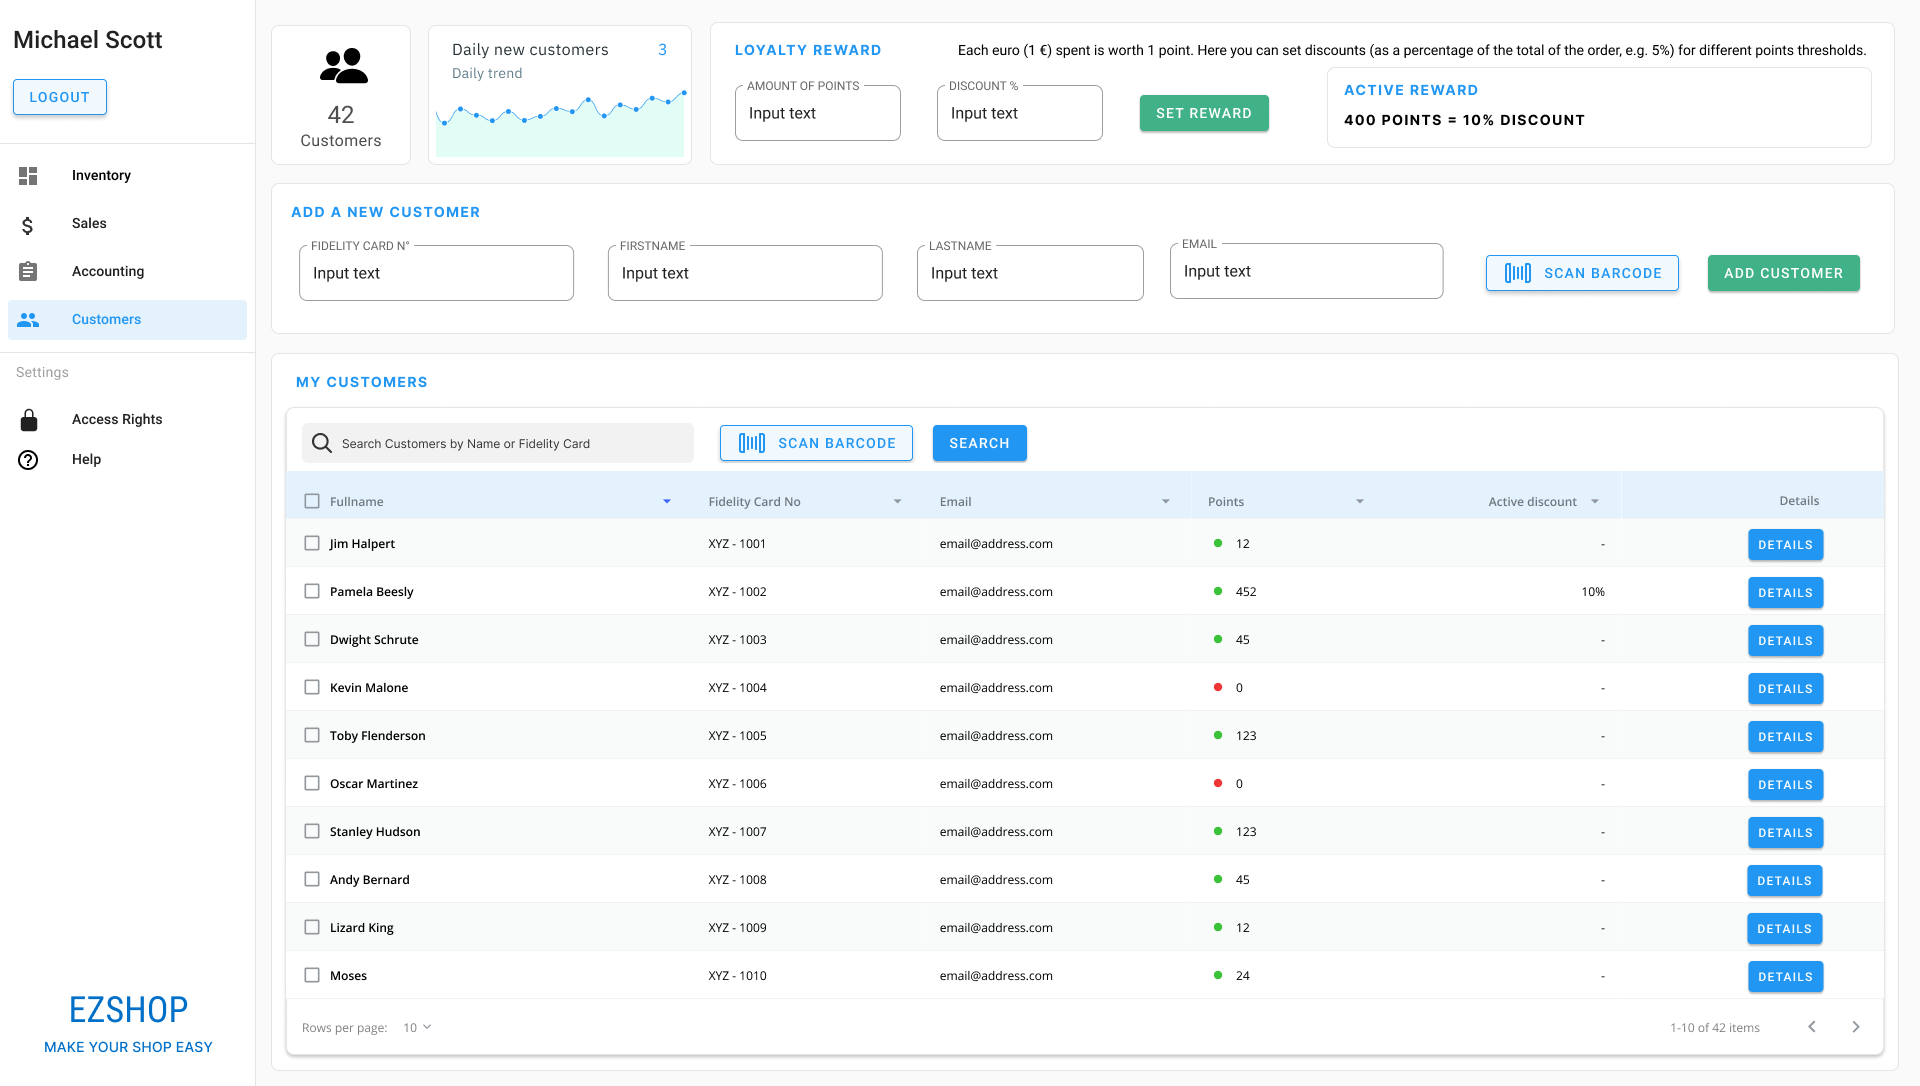 Michael Scott
LOGOUT
Inventory
Sales
Accounting
Customers
Settings
Access Rights
Help
EZSHOP
MAKE YOUR SHOP EASY
42
Customers
Daily new customers 3
Daily trend
LOYALTY REWARD Each euro (1 €) spent is worth 1 point. Here you can set discounts (as a percentage of the total of the order, e.g. 5%) for different points thresholds.
AMOUNT OF POINTS DISCOUNT %
Input text Input text SET REWARD
ACTIVE REWARD
400 POINTS = 10% DISCOUNT
ADD A NEW CUSTOMER
FIDELITY CARD N° FIRSTNAME LASTNAME EMAIL
Input text Input text Input text Input text SCAN BARCODE ADD CUSTOMER
MY CUSTOMERS
Search Customers by Name or Fidelity Card SCAN BARCODE SEARCH
Fullname Fidelity Card No Email Points Active discount Details
Jim Halpert XYZ - 1001 email@address.com 12 - DETAILS
Pamela Beesly XYZ - 1002 email@address.com 452 10% DETAILS
Dwight Schrute XYZ - 1003 email@address.com 45 - DETAILS
Kevin Malone XYZ - 1004 email@address.com 0 - DETAILS
Toby Flenderson XYZ - 1005 email@address.com 123 - DETAILS
Oscar Martinez XYZ - 1006 email@address.com 0 - DETAILS
Stanley Hudson XYZ - 1007 email@address.com 123 - DETAILS
Andy Bernard XYZ - 1008 email@address.com 45 - DETAILS
Lizard King XYZ - 1009 email@address.com 12 - DETAILS
Moses XYZ - 1010 email@address.com 24 - DETAILS
Rows per page: 10 1-10 of 42 items